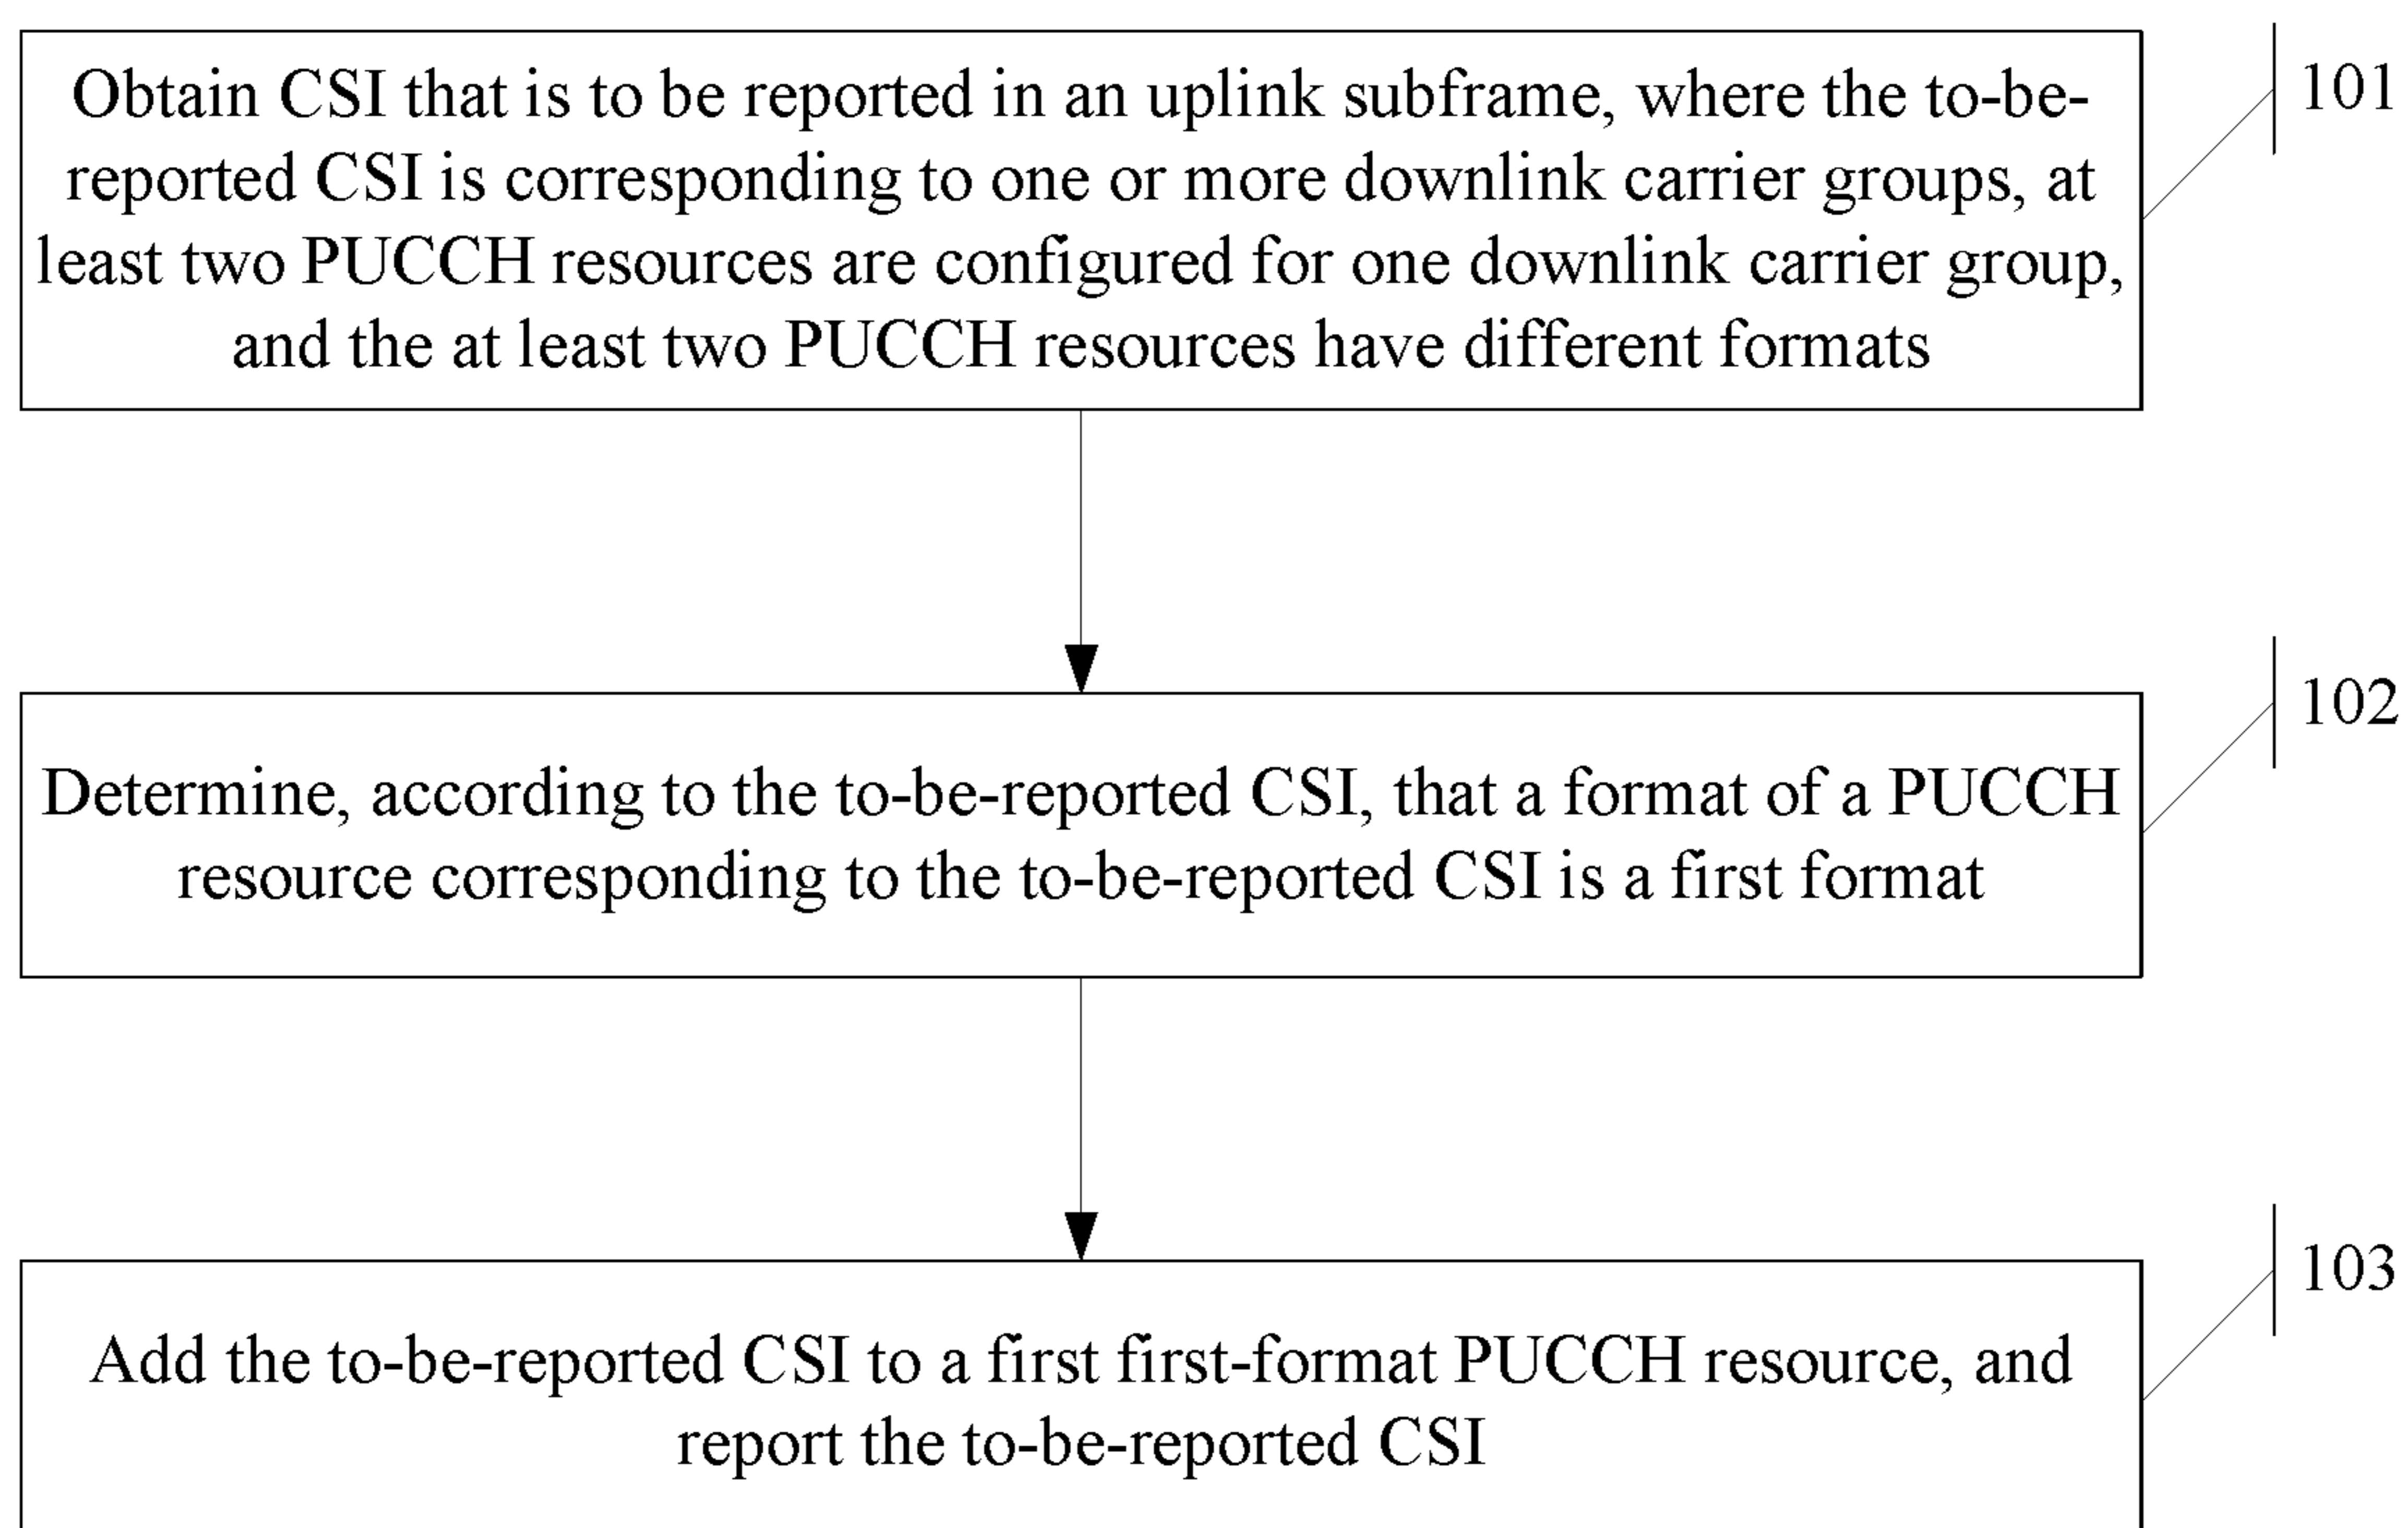 Obtain CSI that is to be reported in an uplink subframe, where the to-be-
reported CSI is corresponding to one or more downlink carrier groups, at
least two PUCCH resources are configured for one downlink carrier group,
and the at least two PUCCH resources have different formats
101
Determine, according to the to-be-reported CSI, that a format of a PUCCH
resource corresponding to the to-be-reported CSI is a first format
102
Add the to-be-reported CSI to a first first-format PUCCH resource, and
report the to-be-reported CSI
103